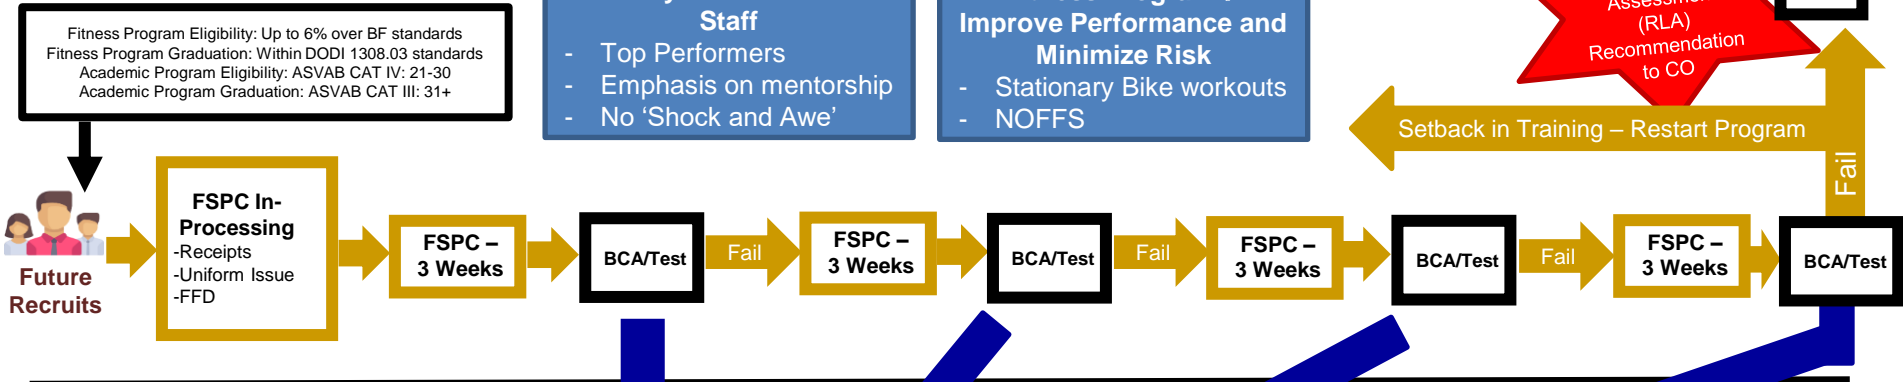 Fitness Program Eligibility: Up to 6% over BF standards
Fitness Program Graduation: Within DODI 1308.03 standards
Academic Program Eligibility: ASVAB CAT IV: 21-30
Academic Program Graduation: ASVAB CAT III: 31+
Staff
- Top Performers
- Emphasis on mentorship
- No ‘Shock and Awe’
Improve Performance and
Minimize Risk
- Stationary Bike workouts
- NOFFS
(RLA)
Recommendation
to CO
Setback in Training – Restart Program
Fail
Future
Recruits
FSPC In-
Processing
-Receipts
-Uniform Issue
-FFD
FSPC –
3 Weeks
BCA/Test
Fail
FSPC –
3 Weeks
BCA/Test
Fail
FSPC –
3 Weeks
BCA/Test
Fail
FSPC –
3 Weeks
BCA/Test